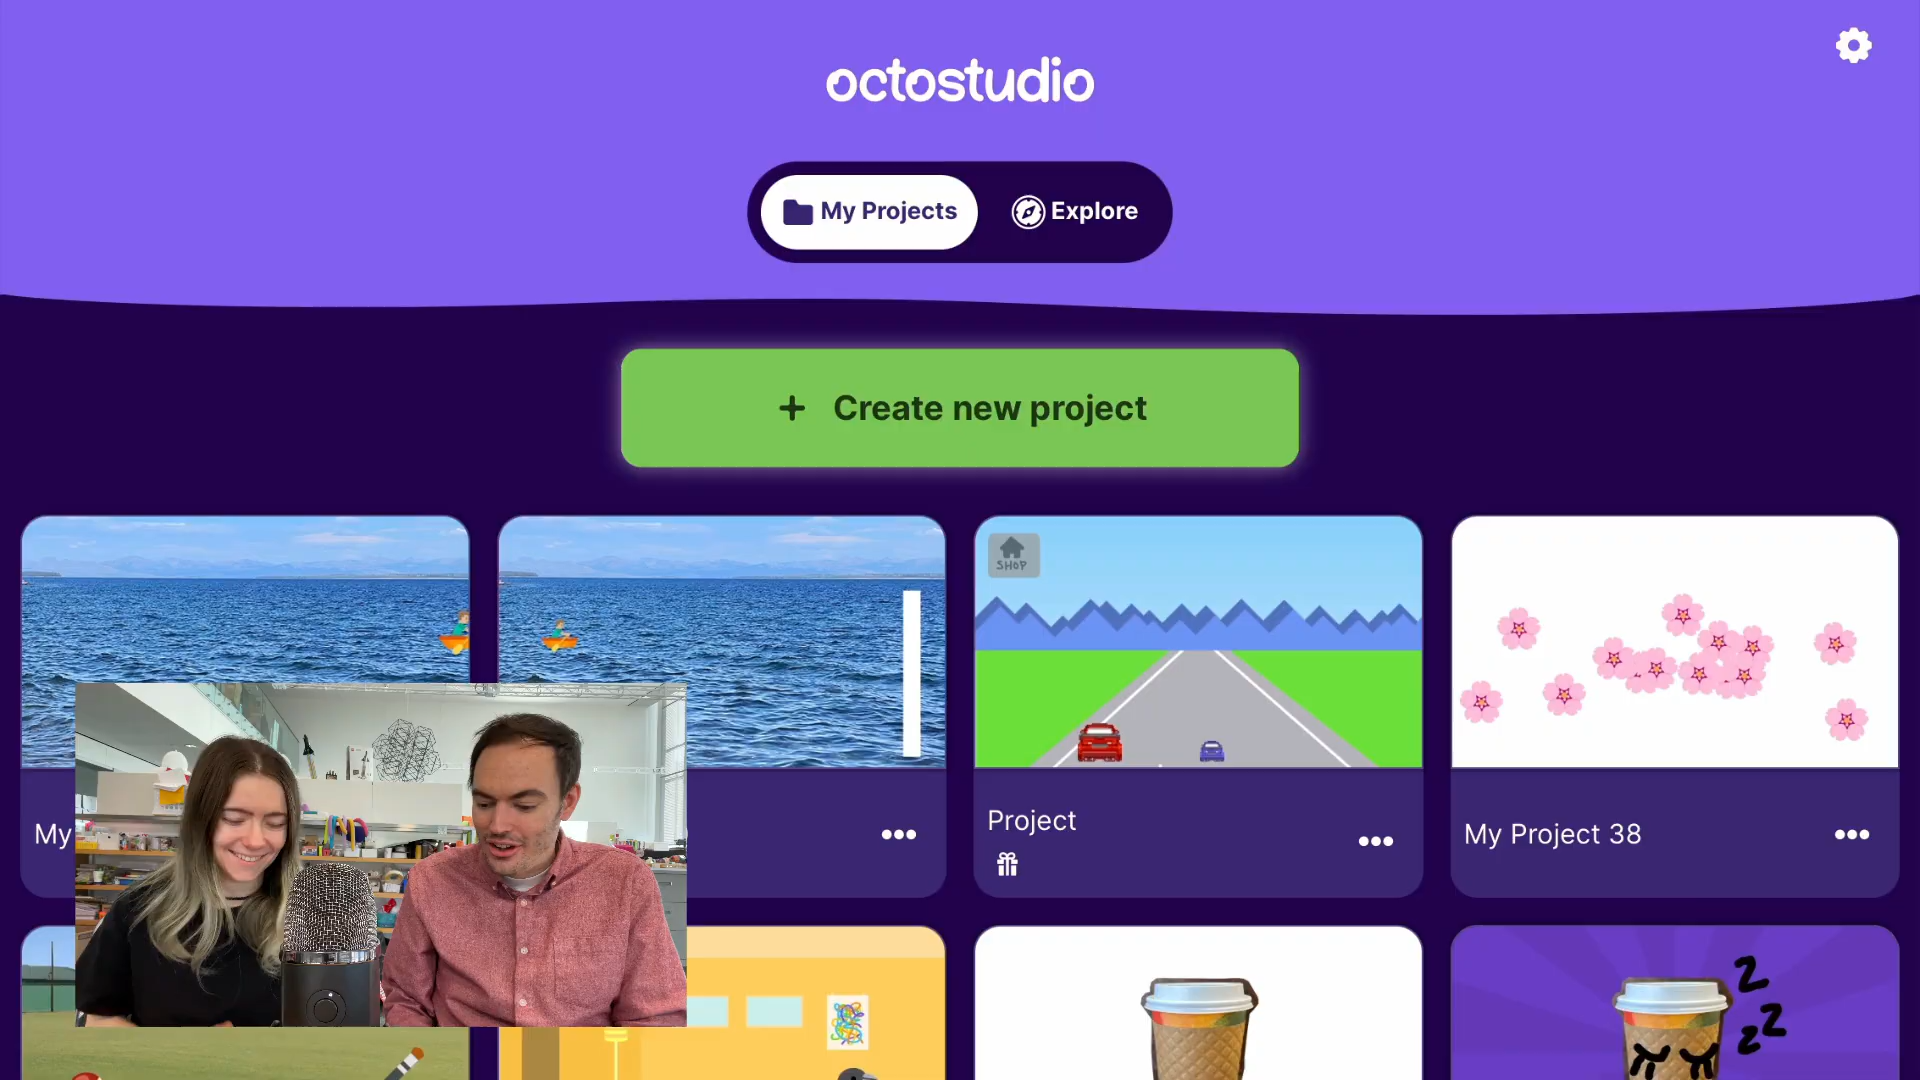 octostudio
My Projects
Explore
+ Create new project
SHOP
My
Project
My Project 38
z
z
z